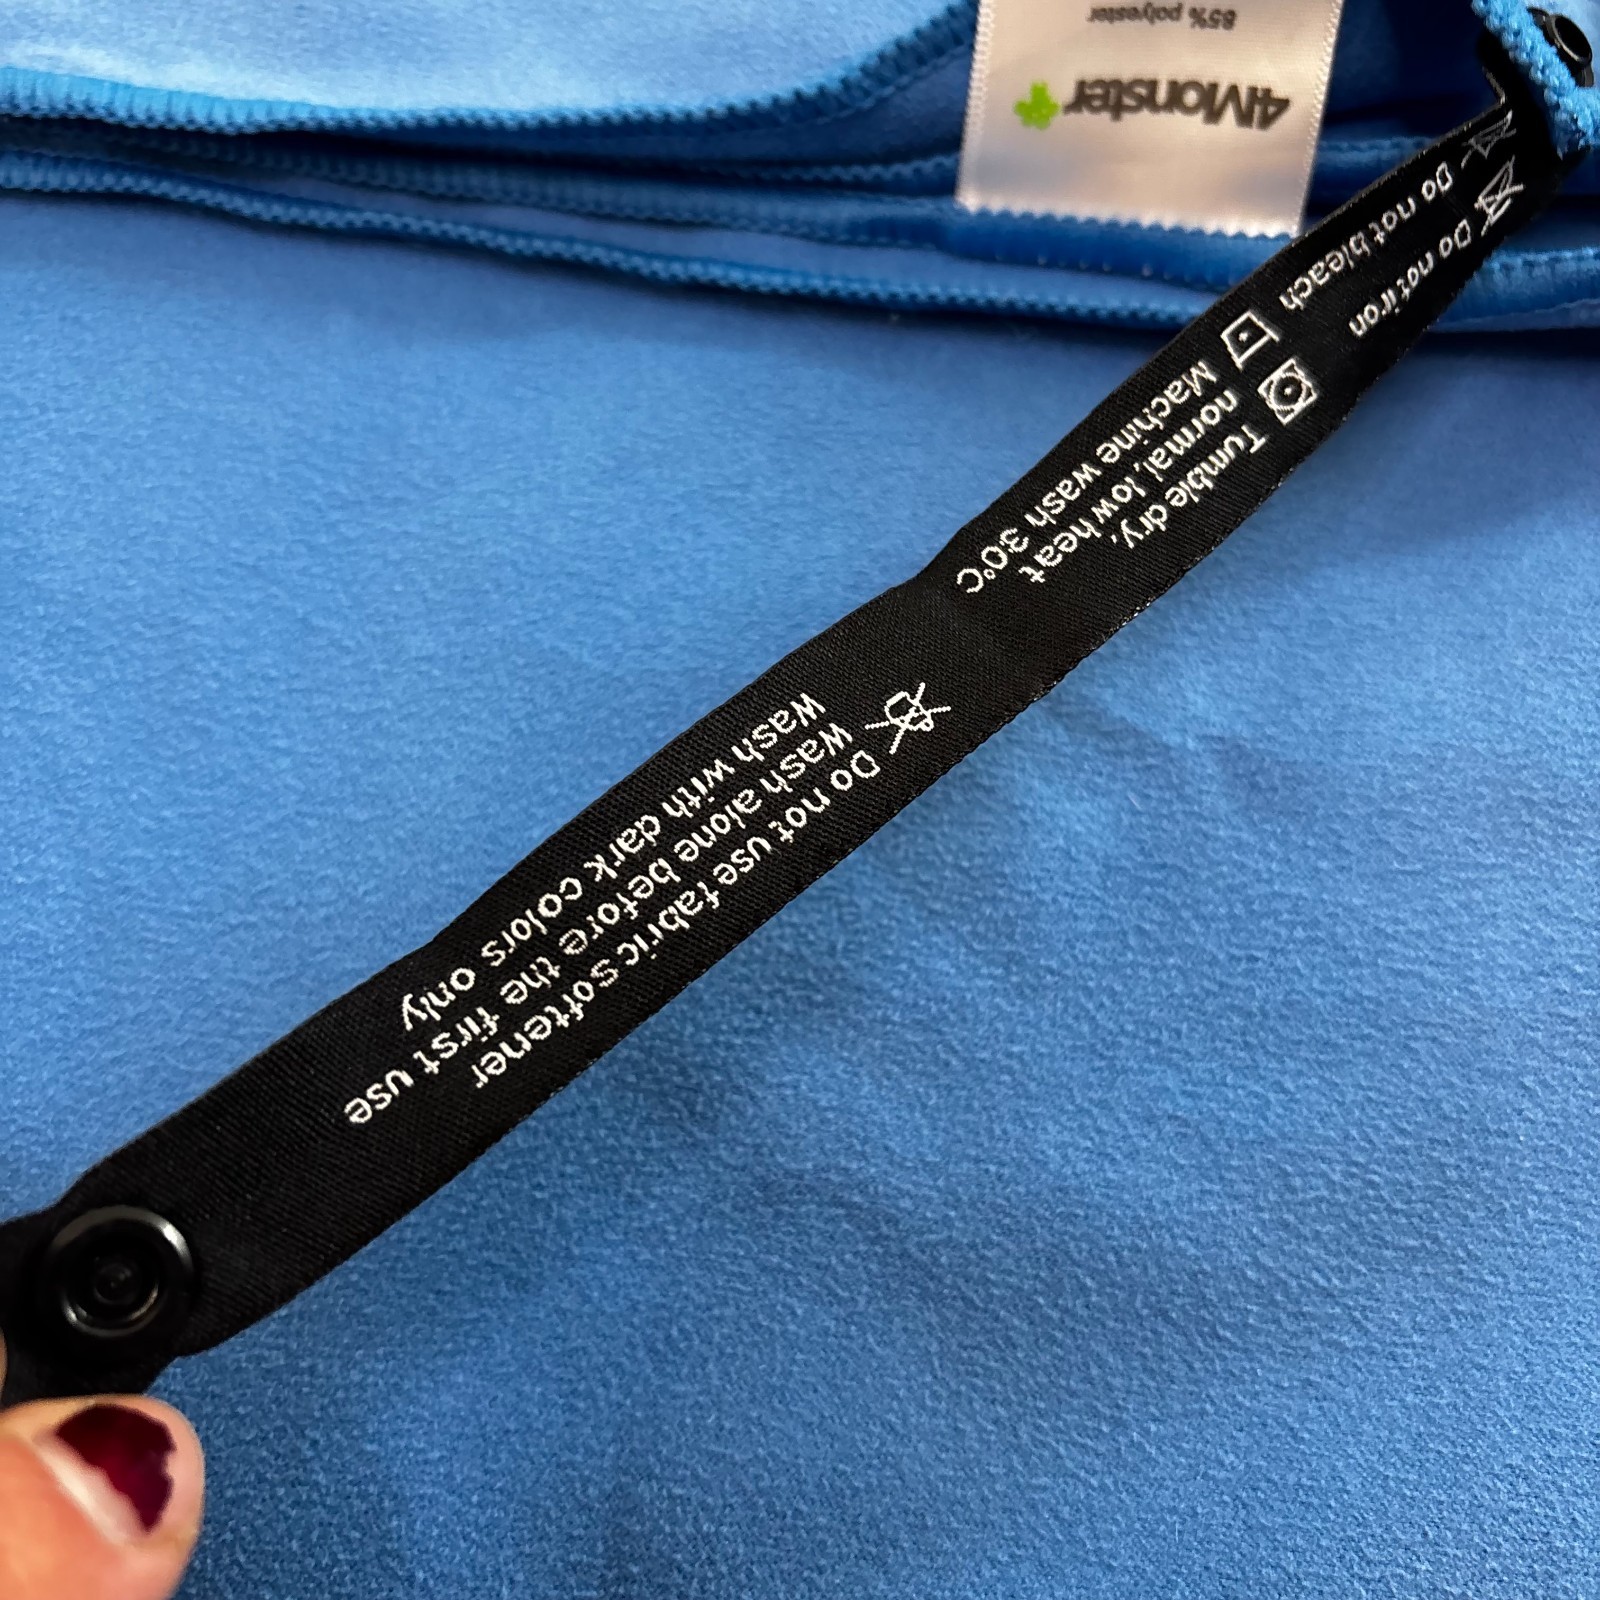 4Monster
85% polyester
Do not iron
Do not bleach
Tumble dry,
normal, low heat
Machine wash 30°C
Do not use fabric softener
wash alone before the first use
wash with dark colors only